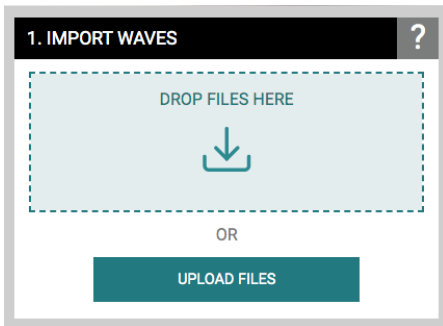 1. IMPORT WAVES ?
DROP FILES HERE
OR
UPLOAD FILES